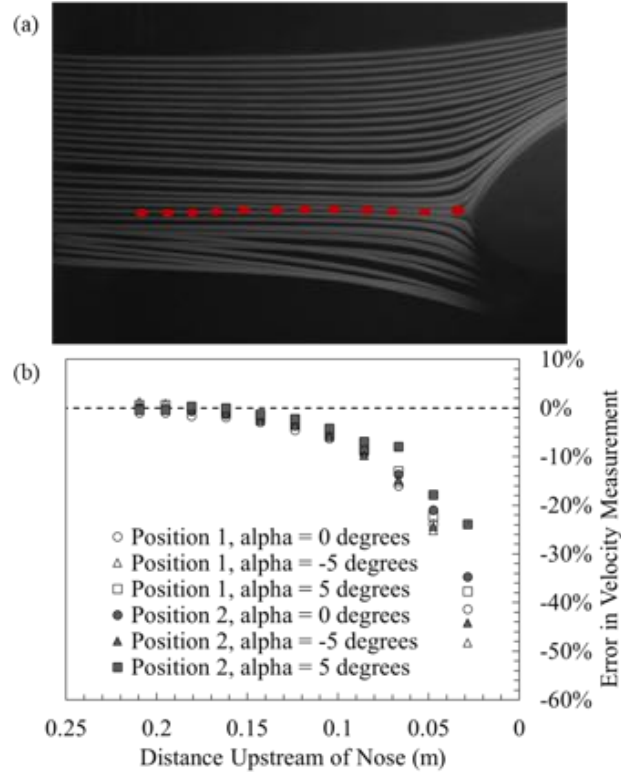 (a)
(b)
10%
0%
-10%
-20%
-30%
-40%
-50%
-60%
Error in Velocity Measurement
Position 1, alpha = 0 degrees
Position 1, alpha = -5 degrees
Position 1, alpha = 5 degrees
Position 2, alpha = 0 degrees
Position 2, alpha = -5 degrees
Position 2, alpha = 5 degrees
0.25 0.2 0.15 0.1 0.05 0
Distance Upstream of Nose (m)